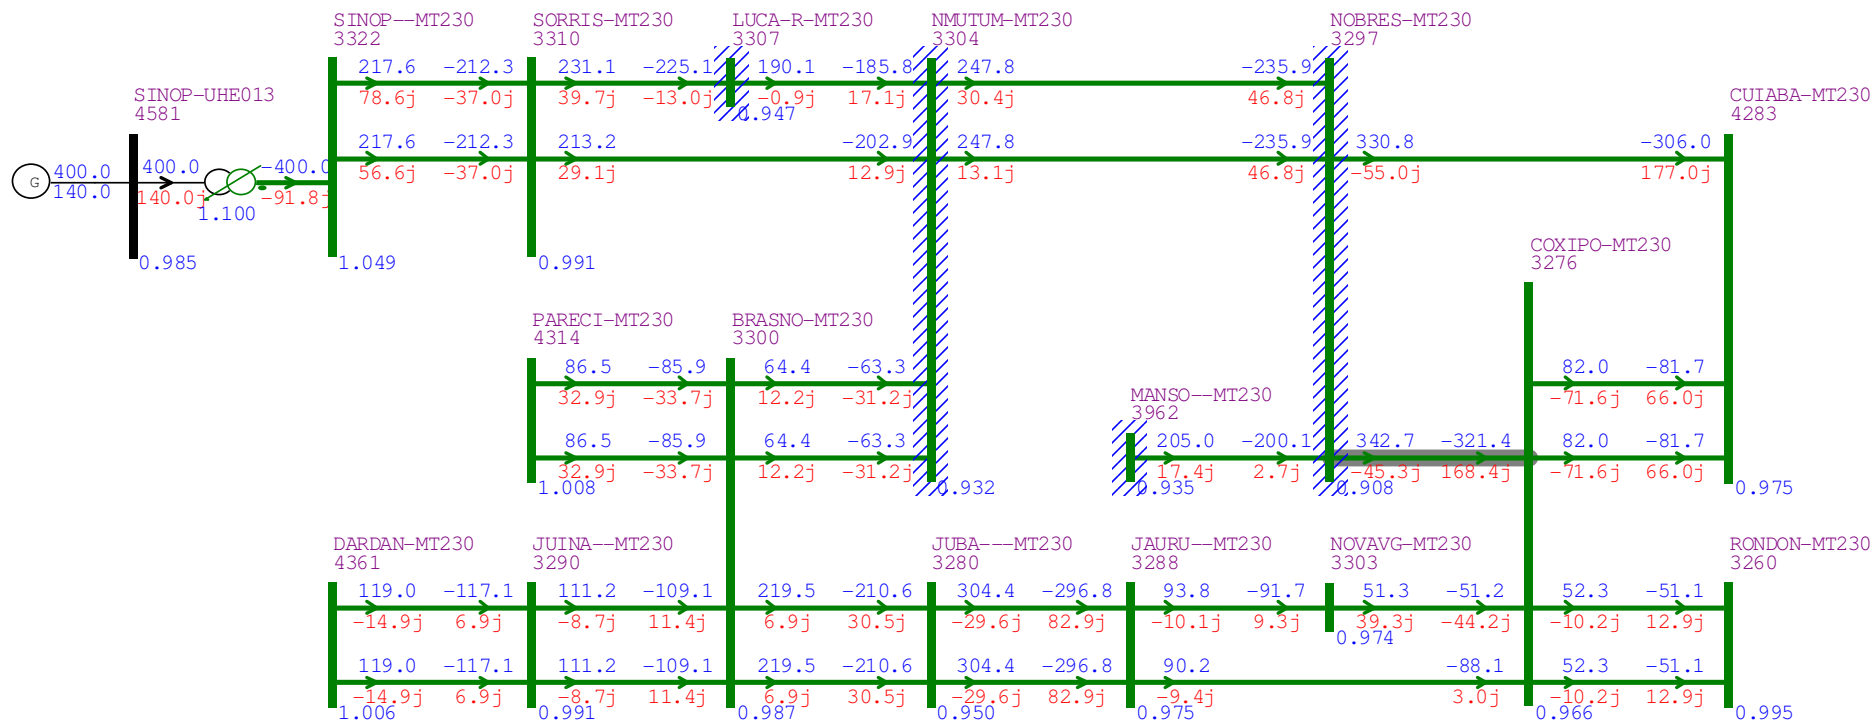 SINOP--MT230 SORRIS-MT230 LUCA-R-MT230 NMUTUM-MT230 NOBRES-MT230
3322 3310 3307 3304 3297
217.6 -212.3 231.1 -225.1 190.1 -185.8 247.8 -235.9
78.6j -37.0j 39.7j -13.0j -0.9j 17.1j 30.4j 46.8j
SINOP-UHE013 CUIABA-MT230
4581 4283
0.947
217.6 -212.3 213.2 -202.9 247.8 -235.9 330.8 -306.0
56.6j -37.0j 29.1j 12.9j 13.1j 46.8j -55.0j 177.0j
G 400.0 400.0 -400.0
140.0 140.0j -91.8j
1.100
COXIPO-MT230
3276
0.985 1.049 0.991
PARECI-MT230 BRASNO-MT230
4314 3300
86.5 -85.9 64.4 -63.3 82.0 -81.7
32.9j -33.7j 12.2j -31.2j -71.6j 66.0j
MANSO--MT230
3962
86.5 -85.9 64.4 -63.3 205.0 -200.1 342.7 -321.4 82.0 -81.7
32.9j -33.7j 12.2j -31.2j 17.4j 2.7j -45.3j 168.4j -71.6j 66.0j
1.008 0.932 0.935 0.908 0.975
DARDAN-MT230 JUINA--MT230 JUBA---MT230 JAURU--MT230 NOVAVG-MT230 RONDON-MT230
4361 3290 3280 3288 3303 3260
119.0 -117.1 111.2 -109.1 219.5 -210.6 304.4 -296.8 93.8 -91.7 51.3 -51.2 52.3 -51.1
-14.9j 6.9j -8.7j 11.4j 6.9j 30.5j -29.6j 82.9j -10.1j 9.3j 39.3j -44.2j -10.2j 12.9j
0.974
119.0 -117.1 111.2 -109.1 219.5 -210.6 304.4 -296.8 90.2 -88.1 52.3 -51.1
-14.9j 6.9j -8.7j 11.4j 6.9j 30.5j -29.6j 82.9j -9.4j 3.0j -10.2j 12.9j
1.006 0.991 0.987 0.950 0.975 0.966 0.995